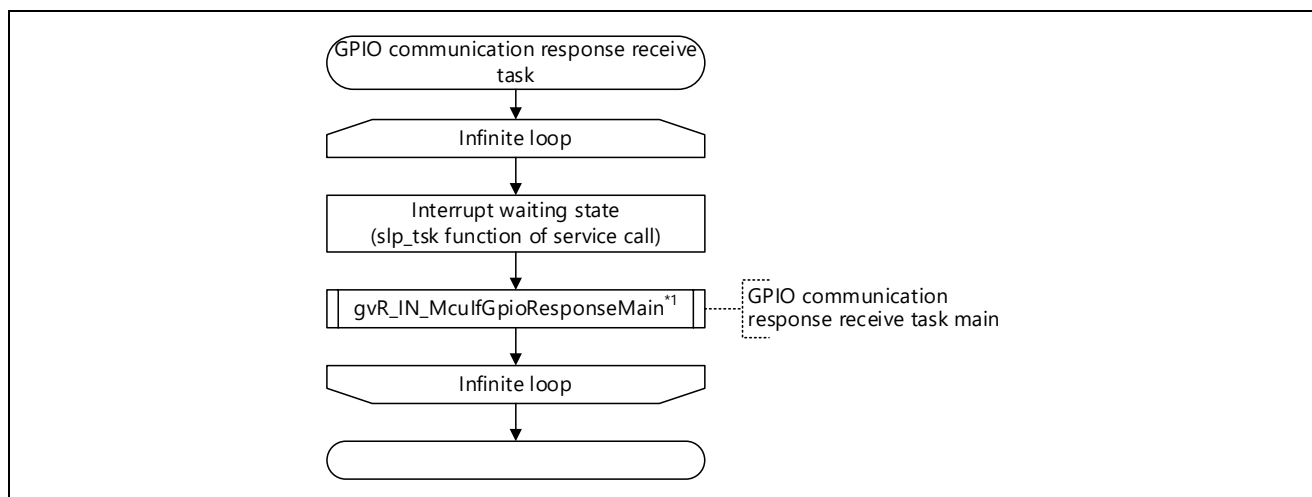 GPIO communication response receive
task
Infinite loop
Interrupt waiting state
(slp_tsk function of service call)
gvR_IN_McuIfGpioResponseMain*1
GPIO communication
response receive task main
Infinite loop